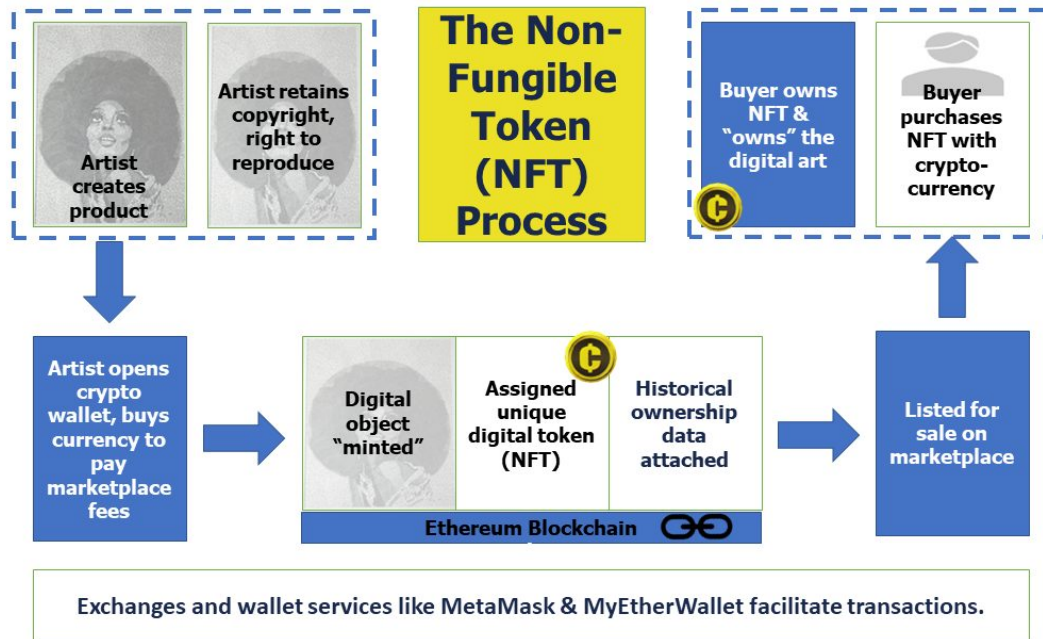 Artist
creates
product
Artist retains
copyright,
right to
reproduce
The Non-
Fungible
Token
(NFT)
Process
Buyer owns
NFT &
“owns” the
digital art
Buyer
purchases
NFT with
crypto-
currency
Artist opens
crypto
wallet, buys
currency to
pay
marketplace
fees
Digital
object
“minted”
Assigned
unique
digital token
(NFT)
Historical
ownership
data
attached
Ethereum Blockchain
Listed for
sale on
marketplace
Exchanges and wallet services like MetaMask & MyEtherWallet facilitate transactions.